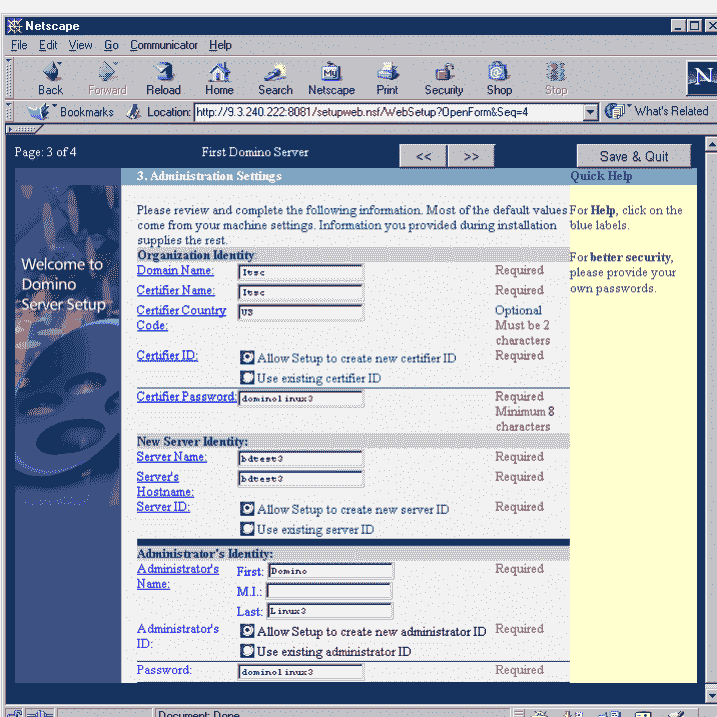 Netscape
File Edit View Go Communicator Help
Back Forward Reload Home Search Netscape Print Security Shop Stop
Bookmarks Location: http://9.3.240.222:8081/setupweb.nsf/WebSetup?OpenForm&Seq=4 What's Related
Page: 3 of 4 First Domino Server << >> Save & Quit
3. Administration Settings Quick Help
Please review and complete the following information. Most of the default values
come from your machine settings. Information you provided during installation
supplies the rest.
For Help, click on the
blue labels.
For better security,
please provide your
own passwords.
Welcome to
Domino
Server Setup
Organization Identity
Domain Name: Itsc Required
Certifier Name: Itsc Required
Certifier Country US Optional
Code: Must be 2
characters
Certifier ID: Allow Setup to create new certifier ID Required
Use existing certifier ID
Certifier Password: dominolinux3 Required
Minimum 8
characters
New Server Identity:
Server Name: bdtest3 Required
Server's bdtest3 Required
Hostname:
Server ID: Allow Setup to create new server ID Required
Use existing server ID
Administrator's Identity:
Administrator's First: Domino Required
Name: M.I.:
Last: Linux3
Administrator's Allow Setup to create new administrator ID Required
ID: Use existing administrator ID
Password: dominolinux3 Required
Document: Done